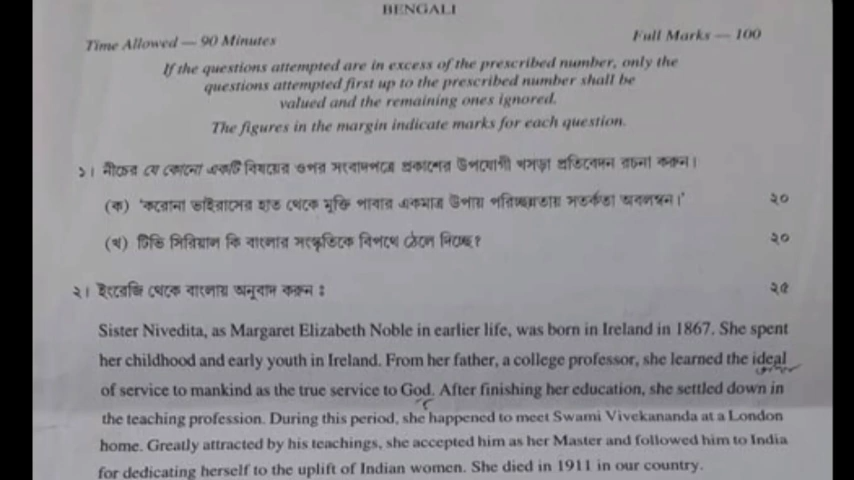 BENGALI
Time Allowed — 90 Minutes
Full Marks — 100
If the questions attempted are in excess of the prescribed number, only the
questions attempted first up to the prescribed number shall be
valued and the remaining ones ignored.
The figures in the margin indicate marks for each question.
১। নীচের যে কোনো একটি বিষয়ের ওপর সংবাদপত্রে প্রকাশের উপযোগী খসড়া প্রতিবেদন রচনা করুন।
(ক) 'করোনা ভাইরাসের হাত থেকে মুক্তি পাবার একমাত্র উপায় পরিচ্ছন্নতায় সতর্কতা অবলম্বন।' ২০
(খ) টিভি সিরিয়াল কি বাংলার সংস্কৃতিকে বিপথে ঠেলে দিচ্ছে? ২০
২। ইংরেজি থেকে বাংলায় অনুবাদ করুন : ২৫
Sister Nivedita, as Margaret Elizabeth Noble in earlier life, was born in Ireland in 1867. She spent
her childhood and early youth in Ireland. From her father, a college professor, she learned the ideal
of service to mankind as the true service to God. After finishing her education, she settled down in
the teaching profession. During this period, she happened to meet Swami Vivekananda at a London
home. Greatly attracted by his teachings, she accepted him as her Master and followed him to India
for dedicating herself to the uplift of Indian women. She died in 1911 in our country.